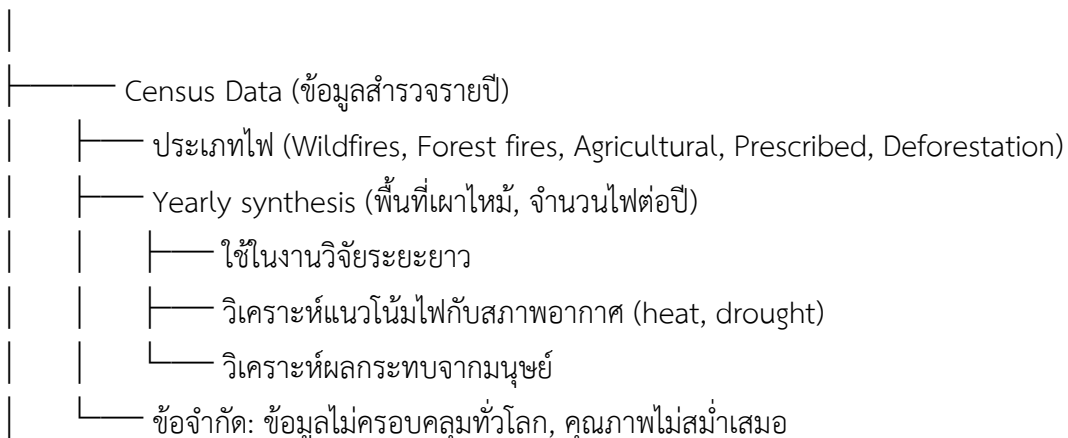 Census Data (ข้อมูลสำรวจรายปี)
ประเภทไฟ (Wildfires, Forest fires, Agricultural, Prescribed, Deforestation)
Yearly synthesis (พื้นที่เผาไหม้, จำนวนไฟต่อปี)
ใช้ในงานวิจัยระยะยาว
วิเคราะห์แนวโน้มไฟกับสภาพอากาศ (heat, drought)
วิเคราะห์ผลกระทบจากมนุษย์
ข้อจำกัด: ข้อมูลไม่ครอบคลุมทั่วโลก, คุณภาพไม่สม่ำเสมอ